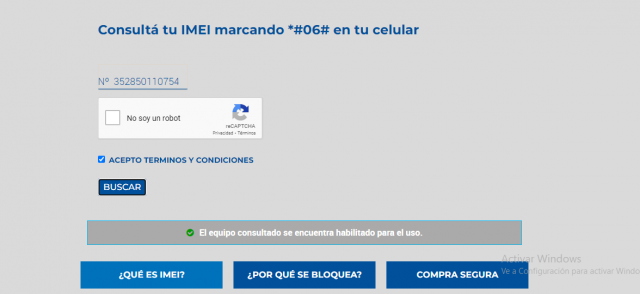 Consultá tu IMEI marcando *#06# en tu celular
Nº 352850110754
No soy un robot
reCAPTCHA
Privacidad - Términos
ACEPTO TERMINOS Y CONDICIONES
BUSCAR
El equipo consultado se encuentra habilitado para el uso.
Activar Windows
Ve a Configuración para activar Windo
¿QUÉ ES IMEI?
¿POR QUÉ SE BLOQUEA?
COMPRA SEGURA